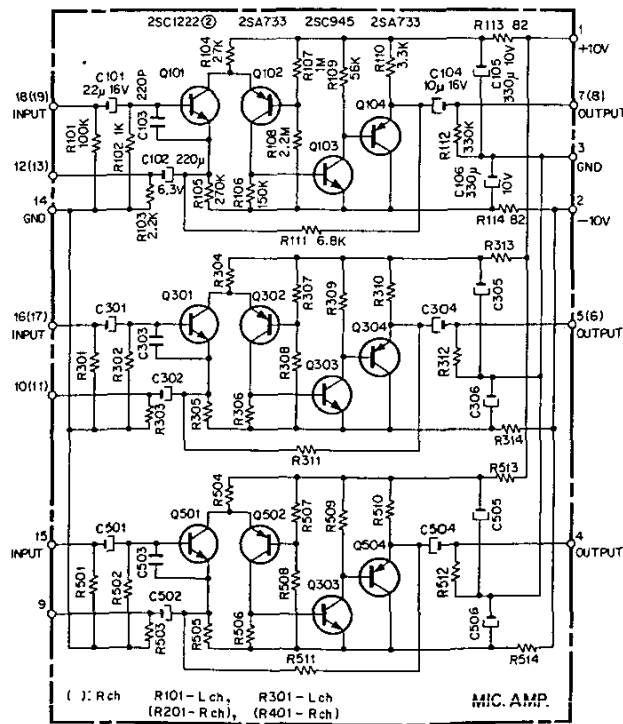 2SC1222② 2SA733 2SC945 2SA733
R113 82
1
+10V
R104
27K
R107
1M
R109
56K
R110
3.3K
C105
330μ 10V
C101
22μ 16V
220P
C103
Q101
Q102
Q104
C104
10μ 16V
18(19)
INPUT
7(8)
OUTPUT
R101
100K
R102 1K
R108
2.2M
Q103
R112
330K
3
GND
12(13)
C102 220μ
6.3V
R105
270K
R106
150K
C106
330μ
10V
14
GND
R103
2.2K
R114 82
2
-10V
R111 6.8K
R313
R304
R307
R309
R310
C305
16(17)
INPUT
C301
C303
Q301
Q302
Q304
C304
5(6)
OUTPUT
R301
R302
R308
Q303
R312
10(11)
C302
R303
R305
R306
C306
R314
R311
R513
R504
R507
R509
R510
C505
15
INPUT
C501
C503
Q501
Q502
Q504
C504
4
OUTPUT
R501
R502
R508
Q303
R512
9
C502
R503
R505
R506
C506
R511
R514
( ): Rch R101-Lch, R301-Lch
(R201-Rch), (R401-Rch)
MIC. AMP.